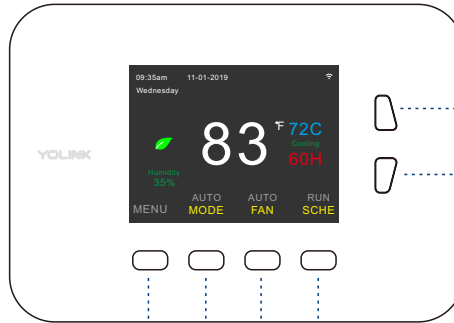 09:35am 11-01-2019
Wednesday
83 °F 72C
Cooling
60H
YOLINK
Humidity
35%
AUTO AUTO RUN
MENU MODE FAN SCHE